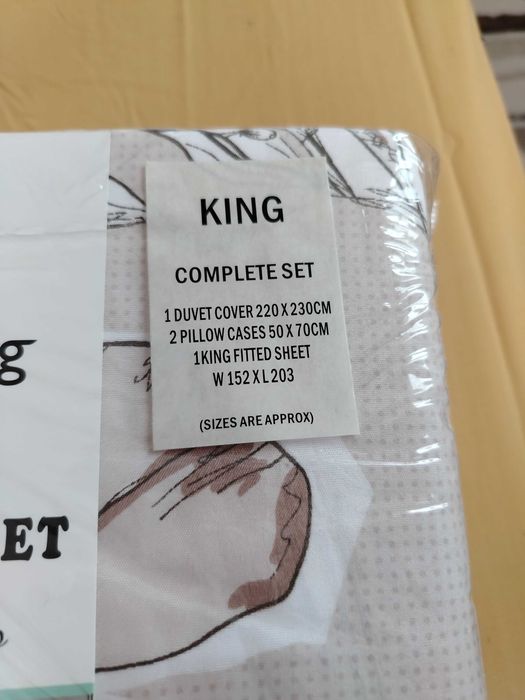 KING
COMPLETE SET
1 DUVET COVER 220 X 230CM
2 PILLOW CASES 50 X 70CM
1KING FITTED SHEET
W 152 X L 203
(SIZES ARE APPROX)
g
ET